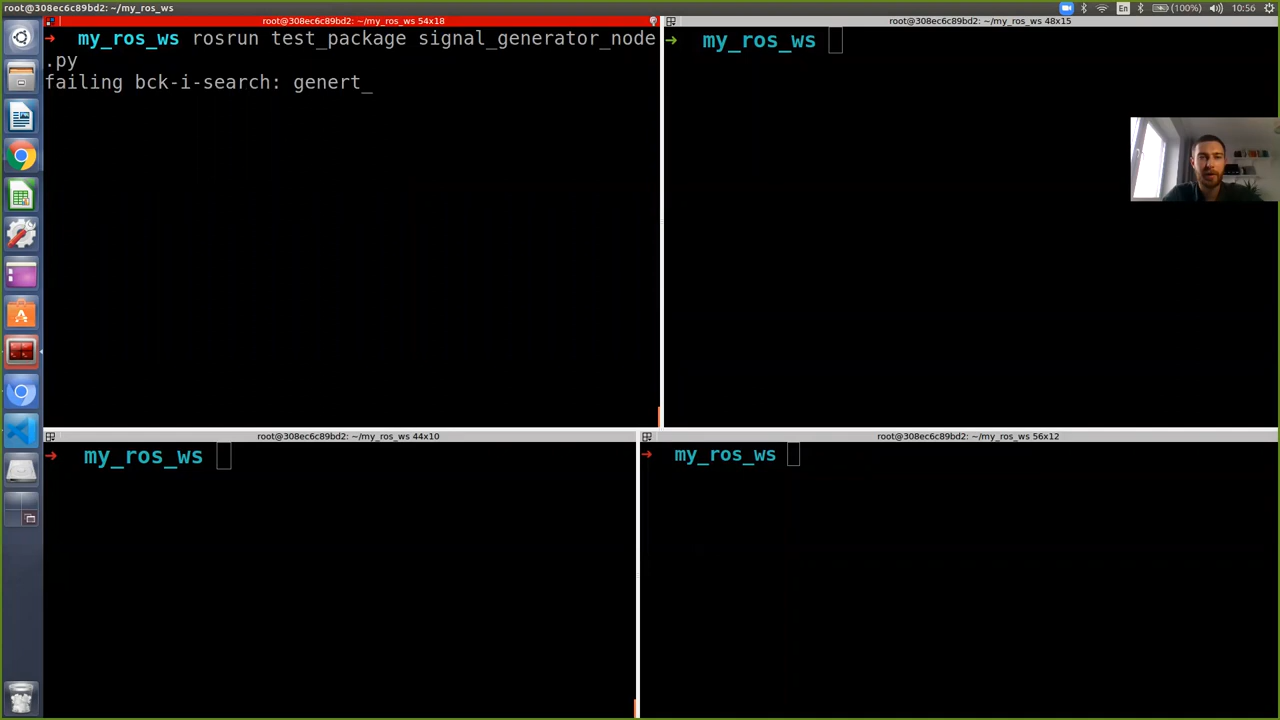 root@308ec6c89bd2: ~/my_ros_ws
En
(100%)
10:56
root@308ec6c89bd2: ~/my_ros_ws 54x18
➜ my_ros_ws rosrun test_package signal_generator_node
.py
failing bck-i-search: genert_
root@308ec6c89bd2: ~/my_ros_ws 48x15
➜ my_ros_ws
root@308ec6c89bd2: ~/my_ros_ws 44x10
➜ my_ros_ws
root@308ec6c89bd2: ~/my_ros_ws 56x12
➜ my_ros_ws